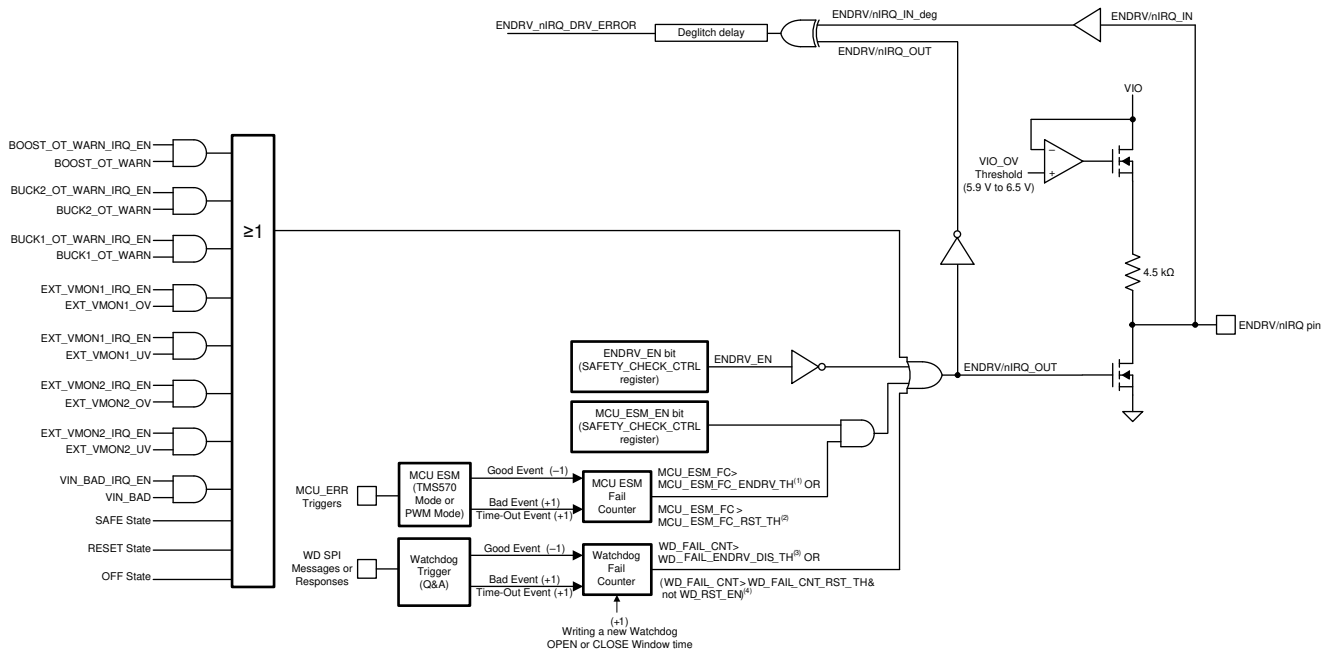 ENDRV_nIRQ_DRV_ERROR
Deglitch delay
ENDRV/nIRQ_IN_deg
ENDRV/nIRQ_IN
ENDRV/nIRQ_OUT
VIO
VIO_OV
Threshold
(5.9 V to 6.5 V)
–
+
4.5 kΩ
ENDRV/nIRQ pin
BOOST_OT_WARN_IRQ_EN
BOOST_OT_WARN
BUCK2_OT_WARN_IRQ_EN
BUCK2_OT_WARN
BUCK1_OT_WARN_IRQ_EN
BUCK1_OT_WARN
EXT_VMON1_IRQ_EN
EXT_VMON1_OV
EXT_VMON1_IRQ_EN
EXT_VMON1_UV
EXT_VMON2_IRQ_EN
EXT_VMON2_OV
EXT_VMON2_IRQ_EN
EXT_VMON2_UV
VIN_BAD_IRQ_EN
VIN_BAD
SAFE State
RESET State
OFF State
≥1
ENDRV_EN bit
(SAFETY_CHECK_CTRL
register)
ENDRV_EN
ENDRV/nIRQ_OUT
MCU_ESM_EN bit
(SAFETY_CHECK_CTRL
register)
MCU_ERR
Triggers
MCU ESM
(TMS570
Mode or
PWM Mode)
Good Event (–1)
Bad Event (+1)
Time-Out Event (+1)
MCU ESM
Fail
Counter
MCU_ESM_FC>
MCU_ESM_FC_ENDRV_TH(1) OR
MCU_ESM_FC >
MCU_ESM_FC_RST_TH(2)
WD SPI
Messages or
Responses
Watchdog
Trigger
(Q&A)
Good Event (–1)
Bad Event (+1)
Time-Out Event (+1)
Watchdog
Fail
Counter
WD_FAIL_CNT>
WD_FAIL_ENDRV_DIS_TH(3) OR
(WD_FAIL_ CNT> WD_FAIL_CNT_RST_TH&
not WD_RST_EN)(4)
(+1)
Writing a new Watchdog
OPEN or CLOSE Window time